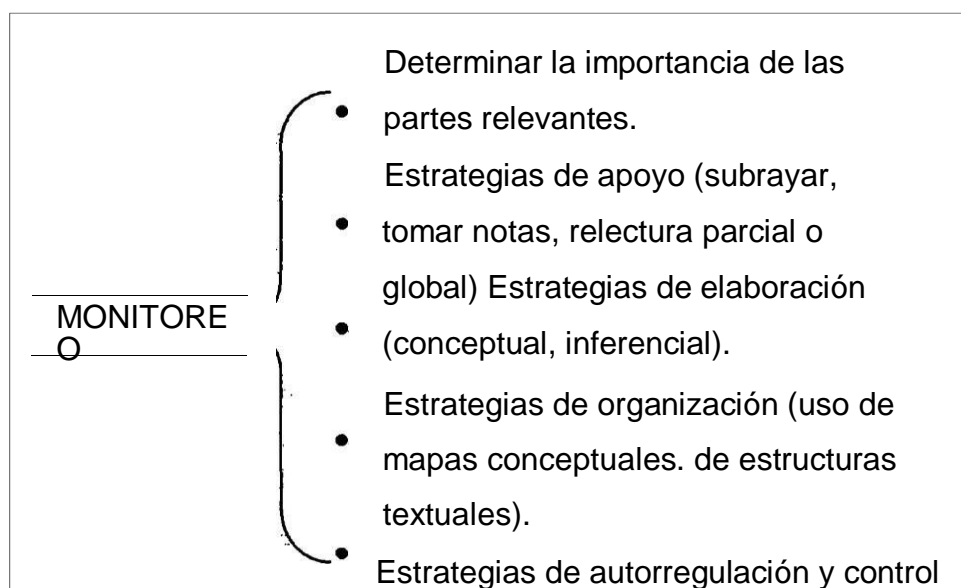 Determinar la importancia de las
partes relevantes.
Estrategias de apoyo (subrayar,
tomar notas, relectura parcial o
global) Estrategias de elaboración
(conceptual, inferencial).
Estrategias de organización (uso de
mapas conceptuales. de estructuras
textuales).
Estrategias de autorregulación y control
MONITORE
O